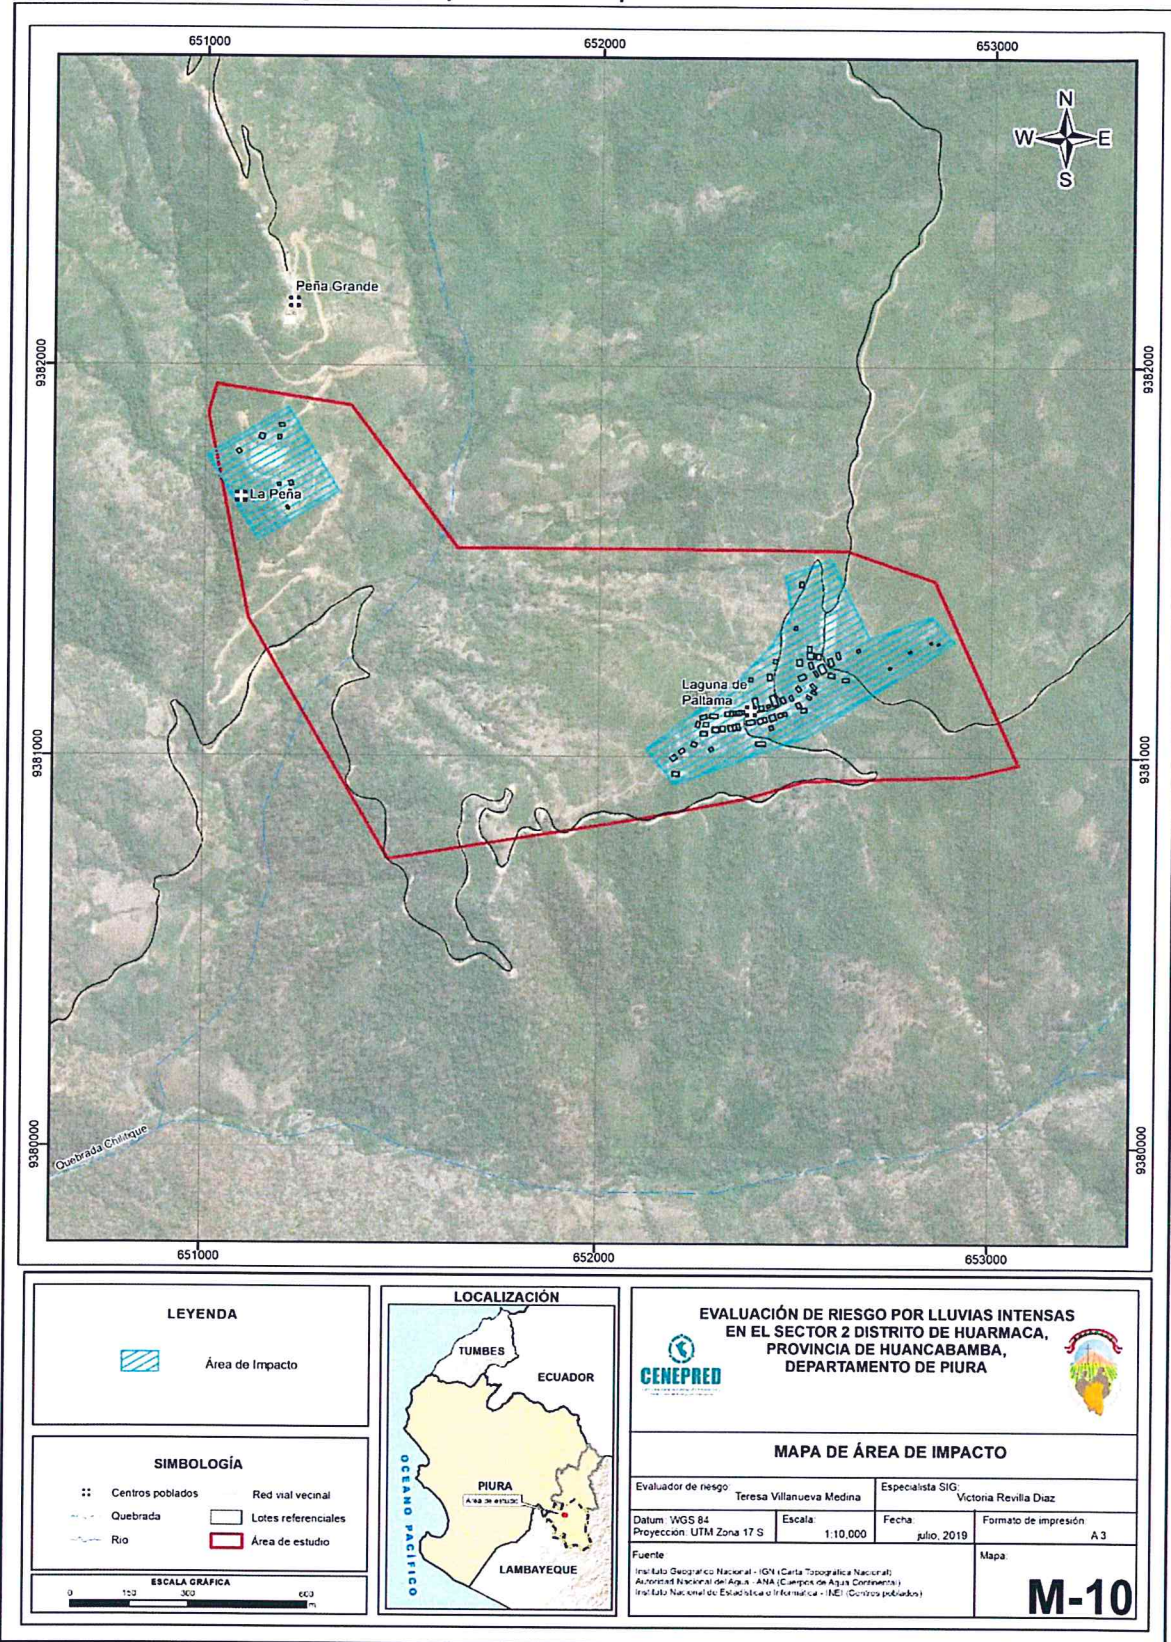 651000
652000
653000
N
W
E
S
Peña Grande
9382000
9382000
La Peña
Laguna de
Paltama
9381000
9381000
9380000
9380000
Quebrada Chilitique
651000
652000
653000
LEYENDA
Área de Impacto
SIMBOLOGÍA
Centros poblados
Red vial vecinal
Quebrada
Lotes referenciales
Rio
Área de estudio
ESCALA GRÁFICA
0 150 300 600
m
LOCALIZACIÓN
TUMBES
ECUADOR
OCEANO PACÍFICO
PIURA
Área de estudio
LAMBAYEQUE
EVALUACIÓN DE RIESGO POR LLUVIAS INTENSAS
EN EL SECTOR 2 DISTRITO DE HUARMACA,
PROVINCIA DE HUANCABAMBA,
DEPARTAMENTO DE PIURA
CENEPRED
MAPA DE ÁREA DE IMPACTO
Evaluador de riesgo:
Teresa Villanueva Medina
Especialista SIG:
Victoria Revilla Diaz
Datum: WGS 84
Proyección: UTM Zona 17 S
Escala:
1:10,000
Fecha:
julio, 2019
Formato de impresión:
A 3
Fuente
Instituto Geográfico Nacional - IGN (Carta Topográfica Nacional)
Autoridad Nacional del Agua - ANA (Cuerpos de Agua Continental)
Instituto Nacional de Estadística e Informática - INEI (Centros poblados)
Mapa:
M-10